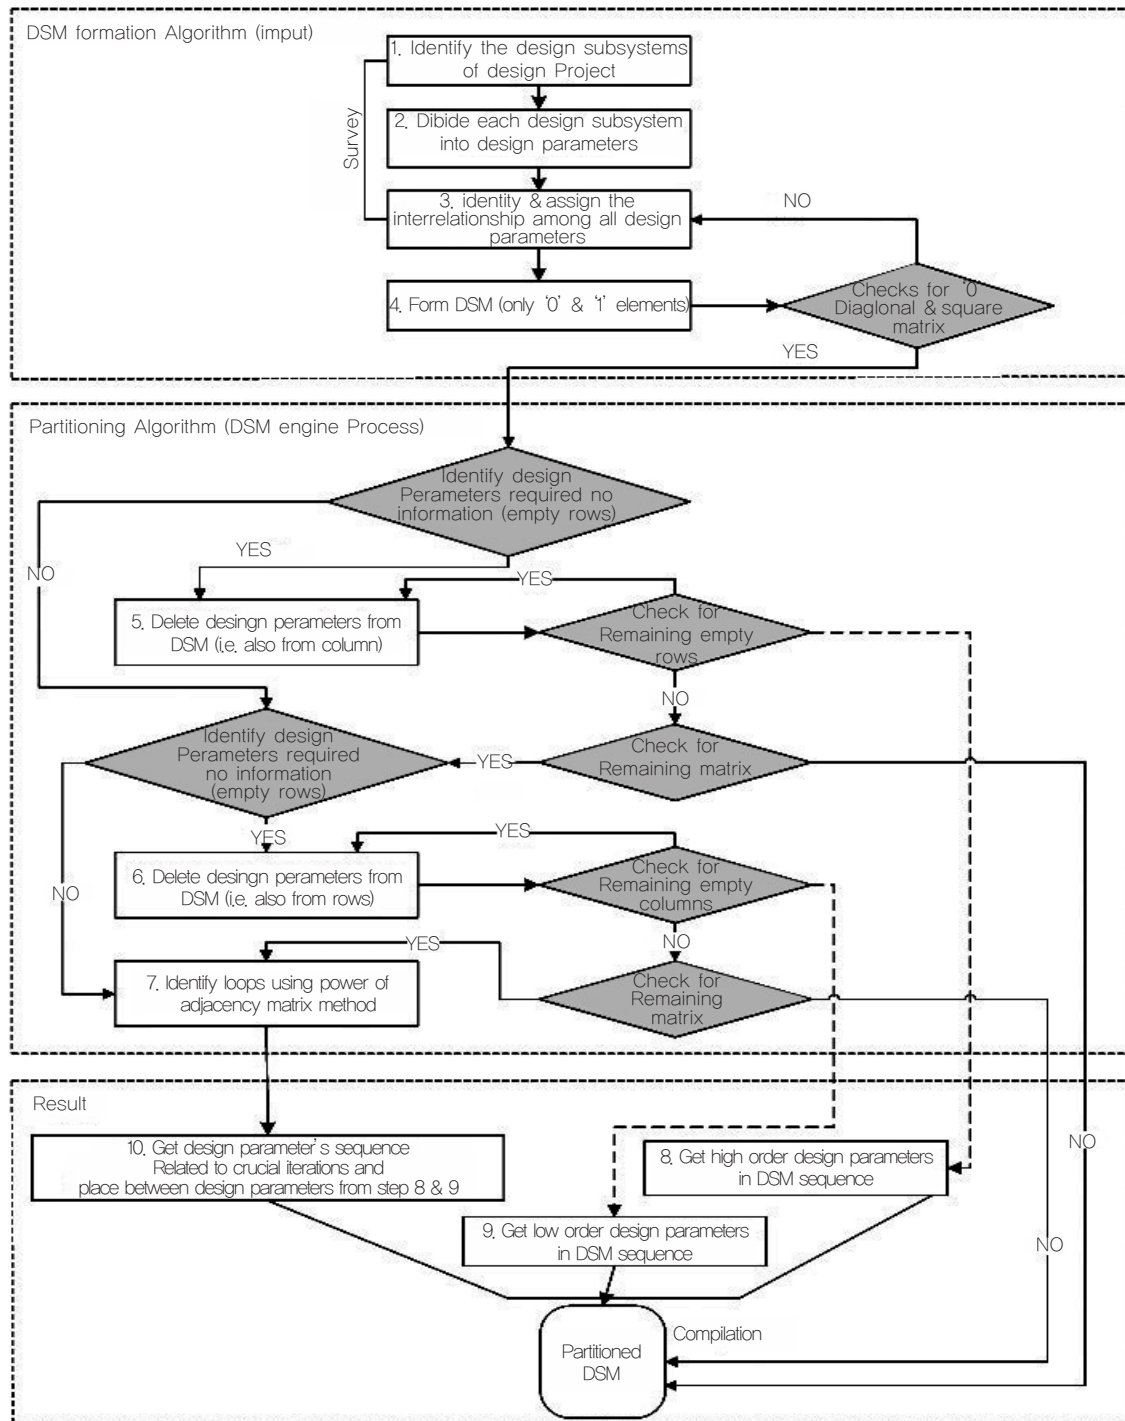 DSM formation Algorithm (imput)
1. Identify the design subsystems
of design Project
Survey
2. Dibide each design subsystem
into design parameters
3. identity & assign the
interrelationship among all design
parameters
NO
4. Form DSM (only ‘0’ & ‘1’ elements)
Checks for ‘0
Diaglonal & square
matrix
YES
Partitioning Algorithm (DSM engine Process)
Identify design
Perameters required no
information (empty rows)
YES
NO
YES
5. Delete desingn perameters from
DSM (i.e. also from column)
Check for
Remaining empty
rows
NO
Identify design
Perameters required
no information
(empty rows)
YES
Check for
Remaining matrix
YES
YES
NO
6. Delete desingn perameters from
DSM (i.e. also from rows)
Check for
Remaining empty
columns
NO
YES
7. Identify loops using power of
adjacency matrix method
Check for
Remaining
matrix
Result
10. Get design parameter’s sequence
Related to crucial iterations and
place between design parameters from step 8 & 9
8. Get high order design parameters
in DSM sequence
NO
9. Get low order design parameters
in DSM sequence
NO
Compilation
Partitioned
DSM